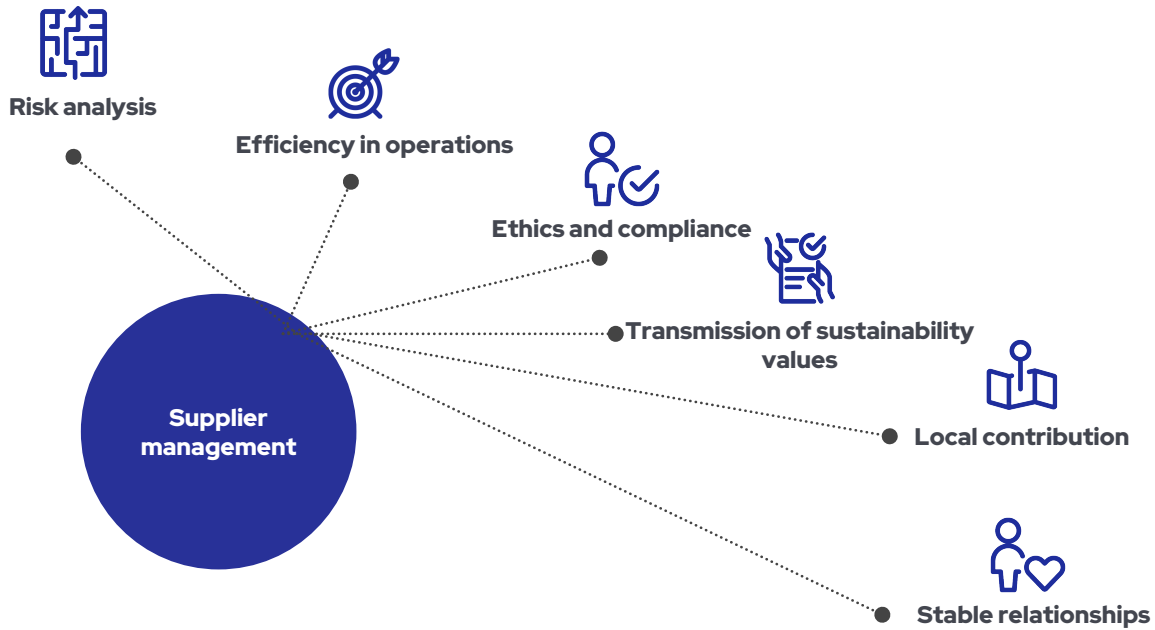 Risk analysis
Efficiency in operations
Ethics and compliance
Transmission of sustainability
values
Local contribution
Supplier
management
Stable relationships